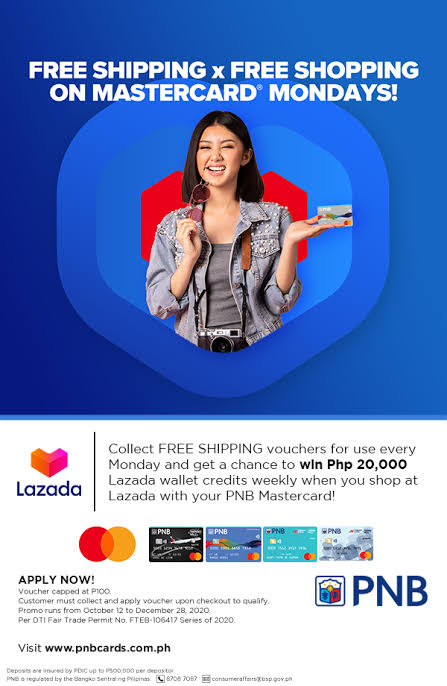 FREE SHIPPING x FREE SHOPPING
ON MASTERCARD® MONDAYS!
PNB
Lazada
Collect FREE SHIPPING vouchers for use every
Monday and get a chance to win Php 20,000
Lazada wallet credits weekly when you shop at
Lazada with your PNB Mastercard!
PNB
PNB
PNB
PNB
APPLY NOW!
Voucher capped at P100.
Customer must collect and apply voucher upon checkout to qualify.
Promo runs from October 12 to December 28, 2020.
Per DTI Fair Trade Permit No. FTEB-106417 Series of 2020.
PNB
Visit www.pnbcards.com.ph
Deposits are insured by PDIC up to P500,000 per depositor.
PNB is regulated by the Bangko Sentral ng Pilipinas. 8708 7087 consumeraffairs@bsp.gov.ph